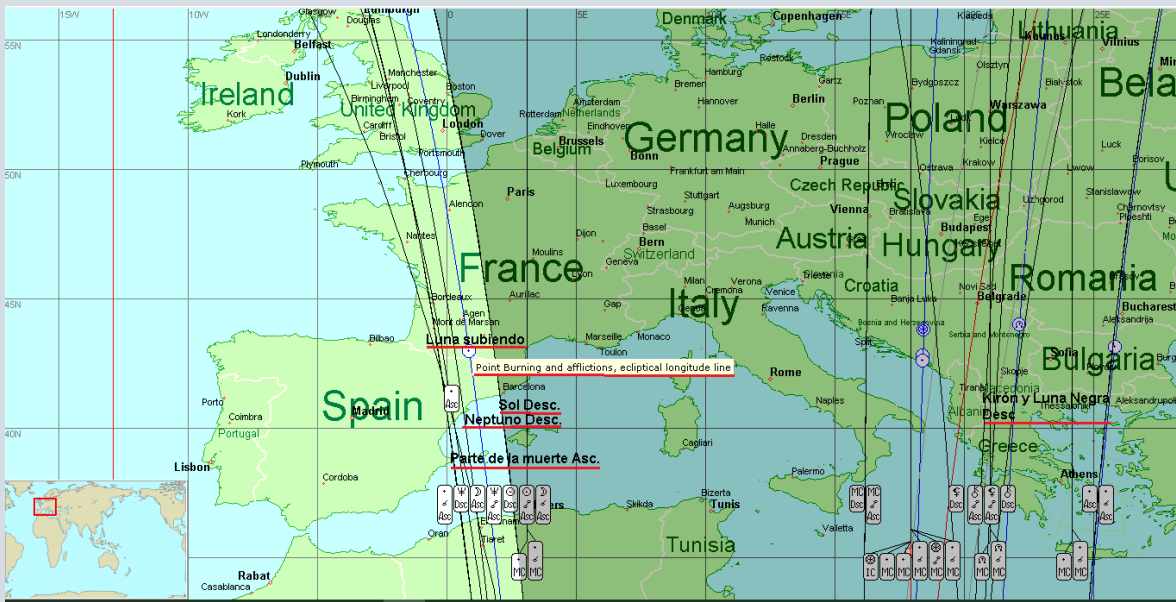 Glasgow
Edinburgh
Douglas
15W
10W
0
Denmark
Copenhagen
Klaipeda
25E
Lithuania
Kaunas
Vilnius
55N
Londonderry
Belfast
Kaliningrad
Gdansk
Rostock
Olsztyn
Dublin
Manchester
Hamburg
Gartz
Bydgoszcz
Bialystok
Ireland
Liverpool
Boston
Bremen
Birmingham
Coventry
Amsterdam
Hannover
Berlin
Poznan
Warszawa
United Kingdom
Rotterdam
Netherlands
Poland
Kork
Cardiff
London
Eindhoven
Halle
Bristol
Dover
Germany
Dresden
Wroclaw
Kielce
Brussels
Belgium
Annaberg-Buchholz
Luck
Portsmouth
Bonn
Prague
Plymouth
Krakow
Lwow
50N
Cherbourg
Frankfurt am Main
Ostrava
Luxembourg
Czech Republic
Stanislawow
Paris
Stuttgart
Slovakia
Uzhgorod
Alencon
Strasbourg
Augsburg
Vienna
Bratislava
Chernovtsy
Munich
Ploeshti
Nantes
Dijon
Basel
Budapest
Bern
Austria
Hungary
Moulins
Switzerland
France
Geneva
Slovenia
Trieste
Romania
Milan
Verona
Croatia
Novi Sad
Aurillac
Cremona
Venice
45N
Bordeaux
Gap
Italy
Banja Luka
Belgrade
Agen
Ravenna
Bucharest
Mont de Marsan
Bosnia and Herzegovina
Aleksandrija
Bilbao
Luna subiendo
Marseille
Monaco
Split
Serbia and Montenegro
Toulon
Sofia
Bulgaria
Point Burning and afflictions, ecliptical longitude line
Rome
Skopje
Barcelona
Tirana
Macedonia
Porto
Spain
Madrid
Sol Desc.
Naples
Kirón y Luna Negra
Coimbra
Neptuno Desc.
Albania
Desc
Thessaloniki
Aleksandrupolis
Portugal
40N
Cagliari
Greece
Lisbon
Parte de la muerte Asc.
Cordoba
Palermo
Athens
Bizerta
Skikda
Tunis
Valletta
Oran
Tiaret
Tunisia
Rabat
Casablanca